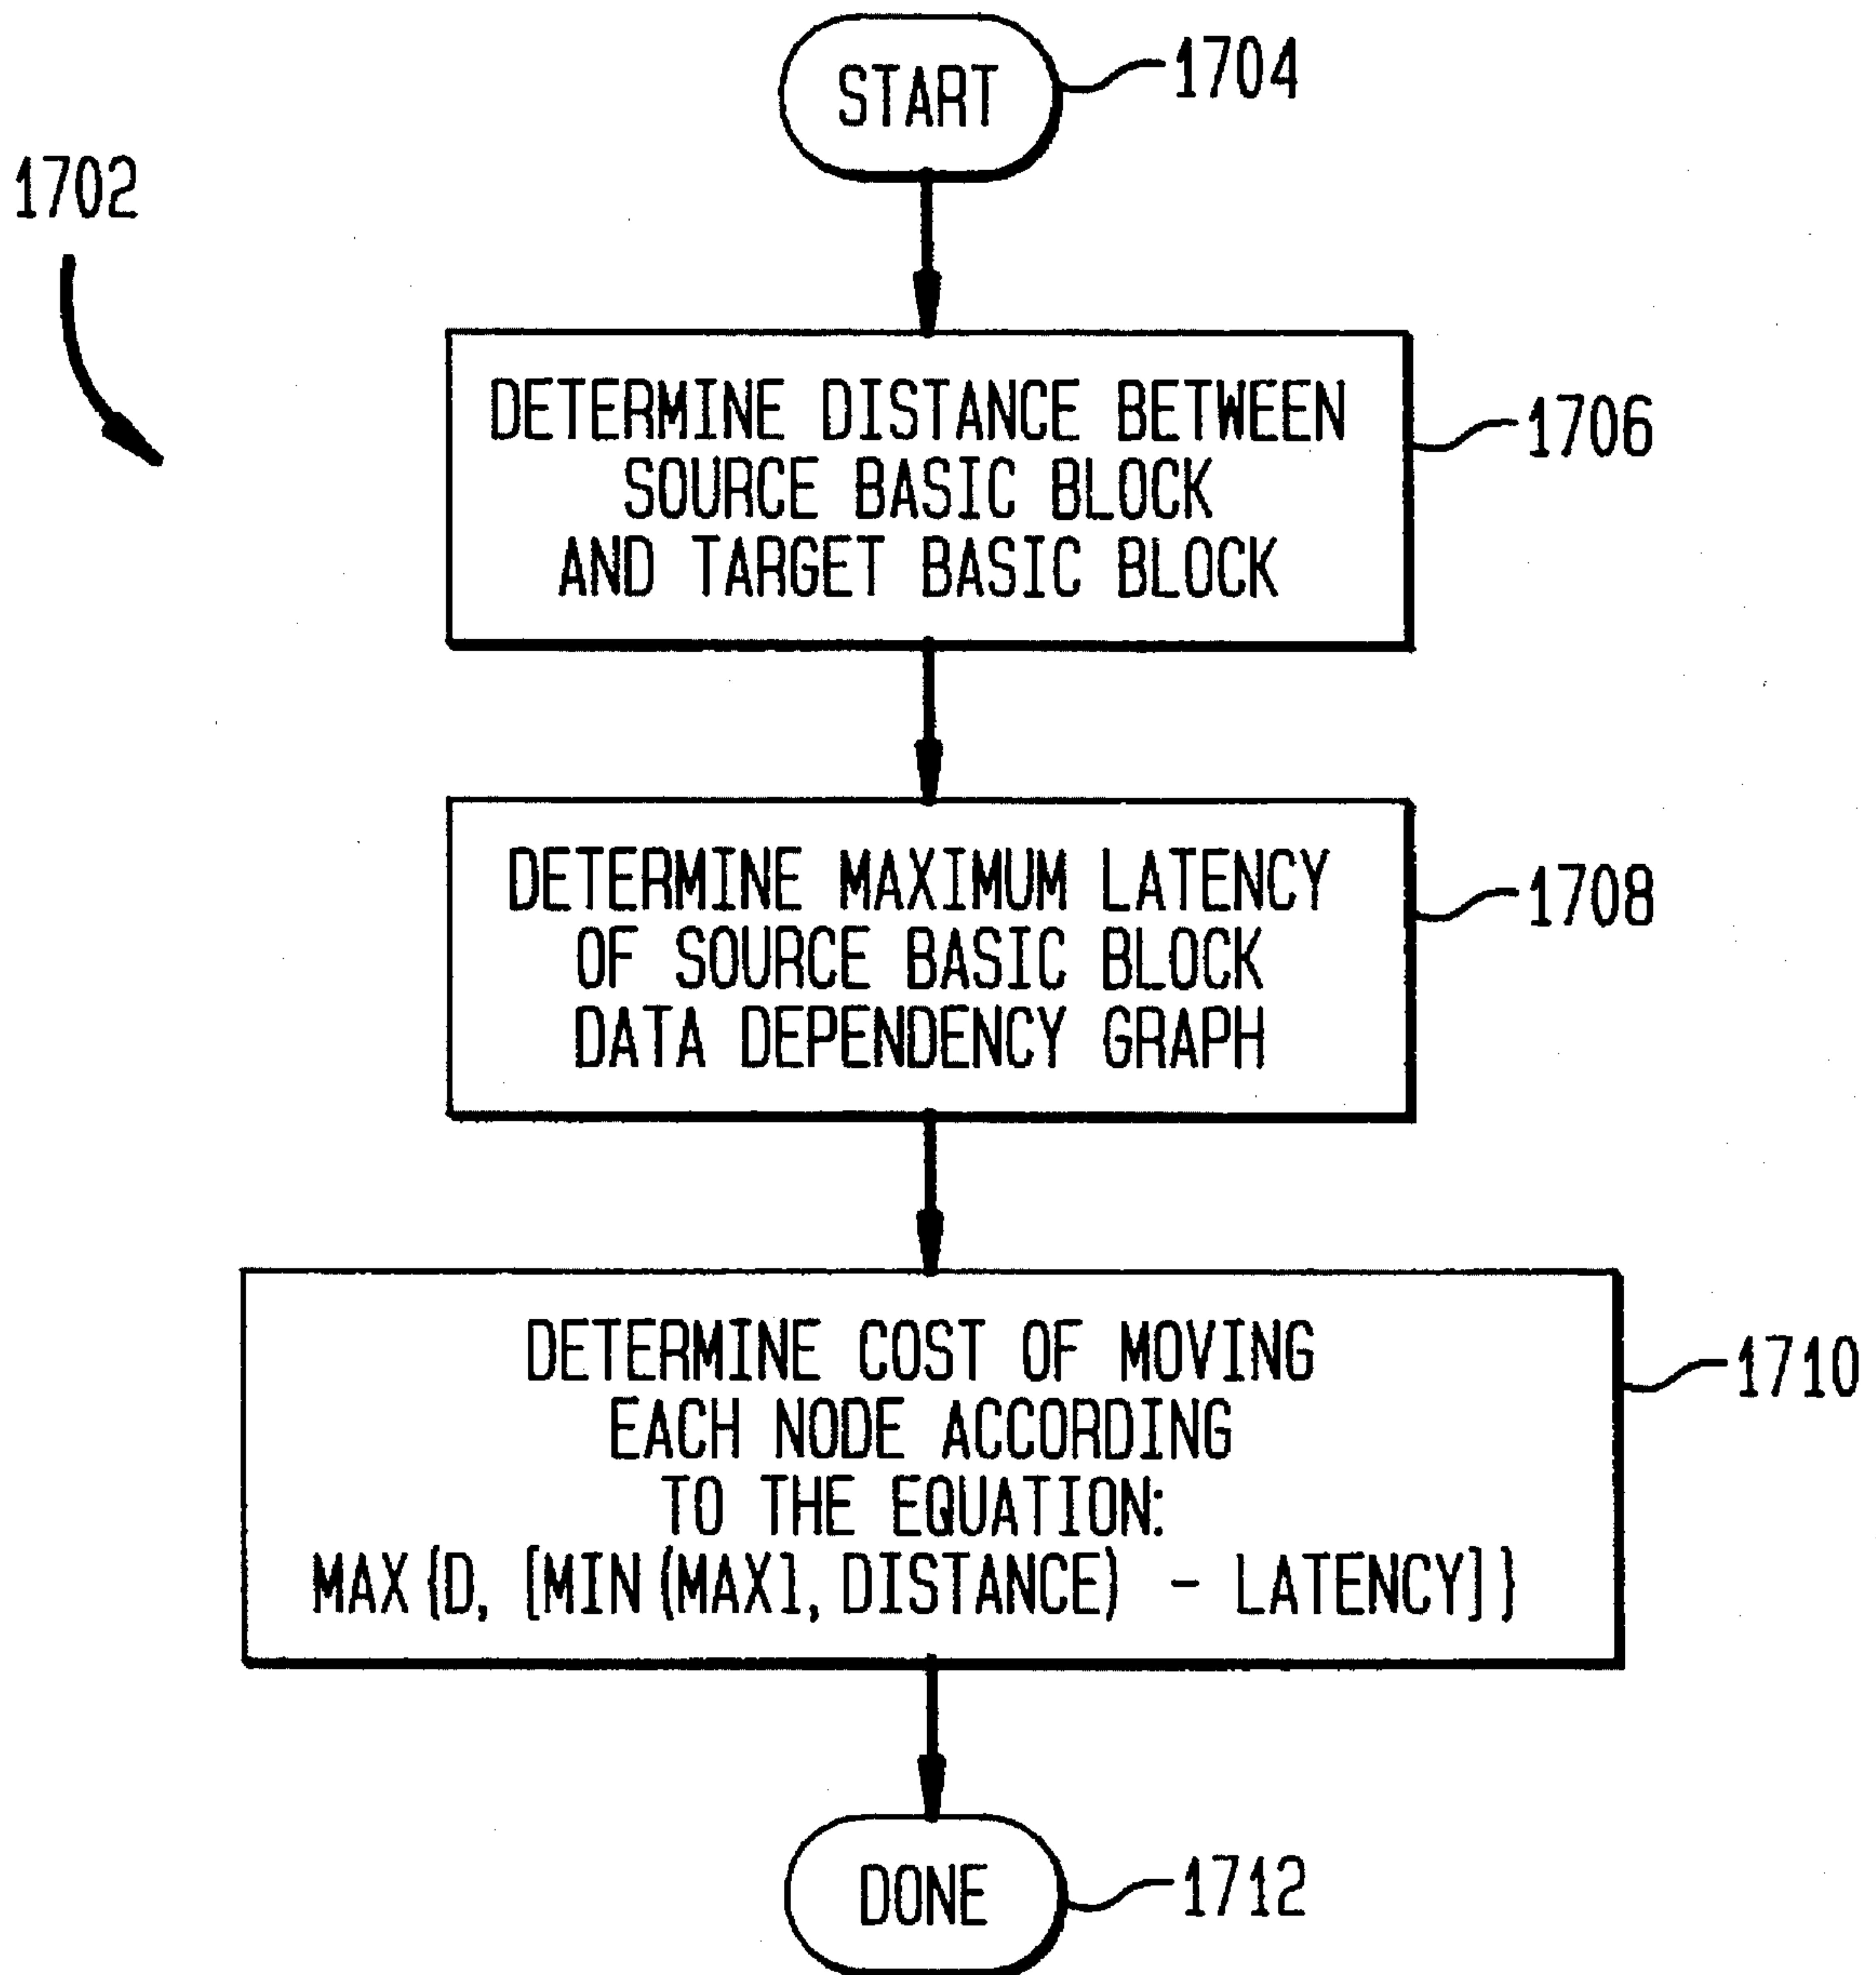 START
1704
1702
DETERMINE DISTANCE BETWEEN
SOURCE BASIC BLOCK
AND TARGET BASIC BLOCK
1706
DETERMINE MAXIMUM LATENCY
OF SOURCE BASIC BLOCK
DATA DEPENDENCY GRAPH
1708
DETERMINE COST OF MOVING
EACH NODE ACCORDING
TO THE EQUATION:
MAX{D, [MIN(MAX1, DISTANCE) - LATENCY]}
1710
DONE
1712